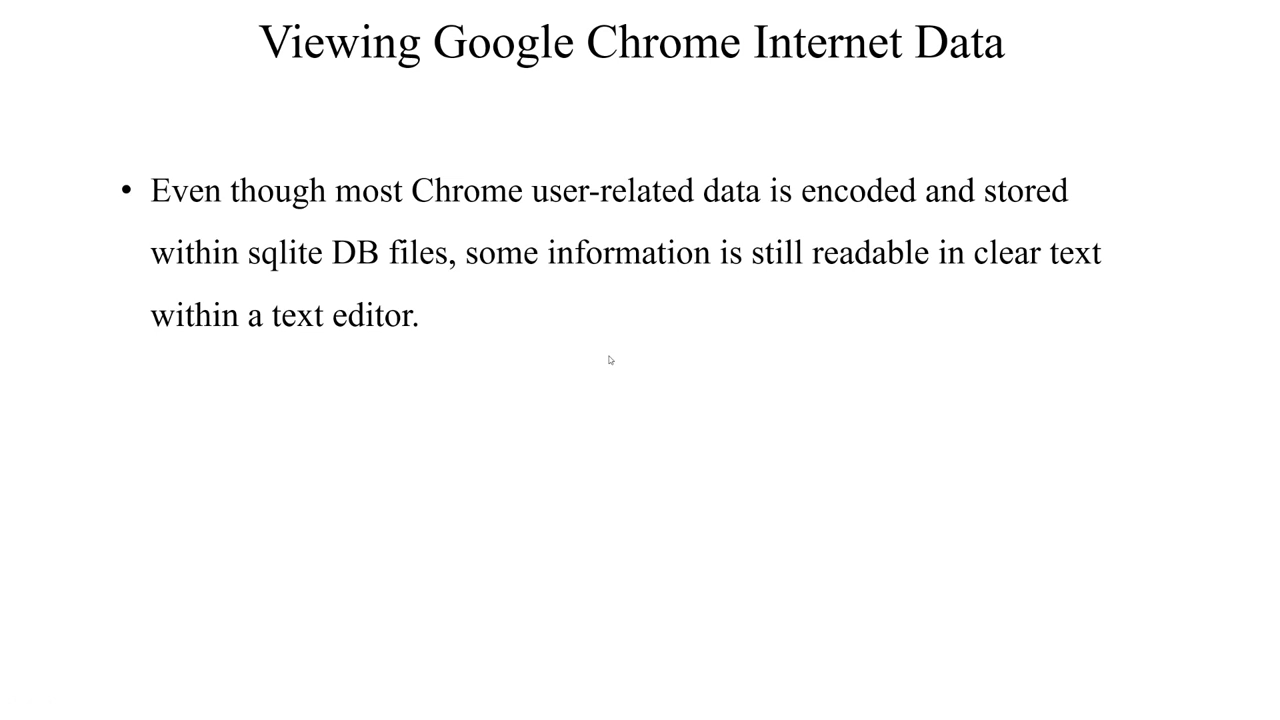 Viewing Google Chrome Internet Data
• Even though most Chrome user-related data is encoded and stored
within sqlite DB files, some information is still readable in clear text
within a text editor.